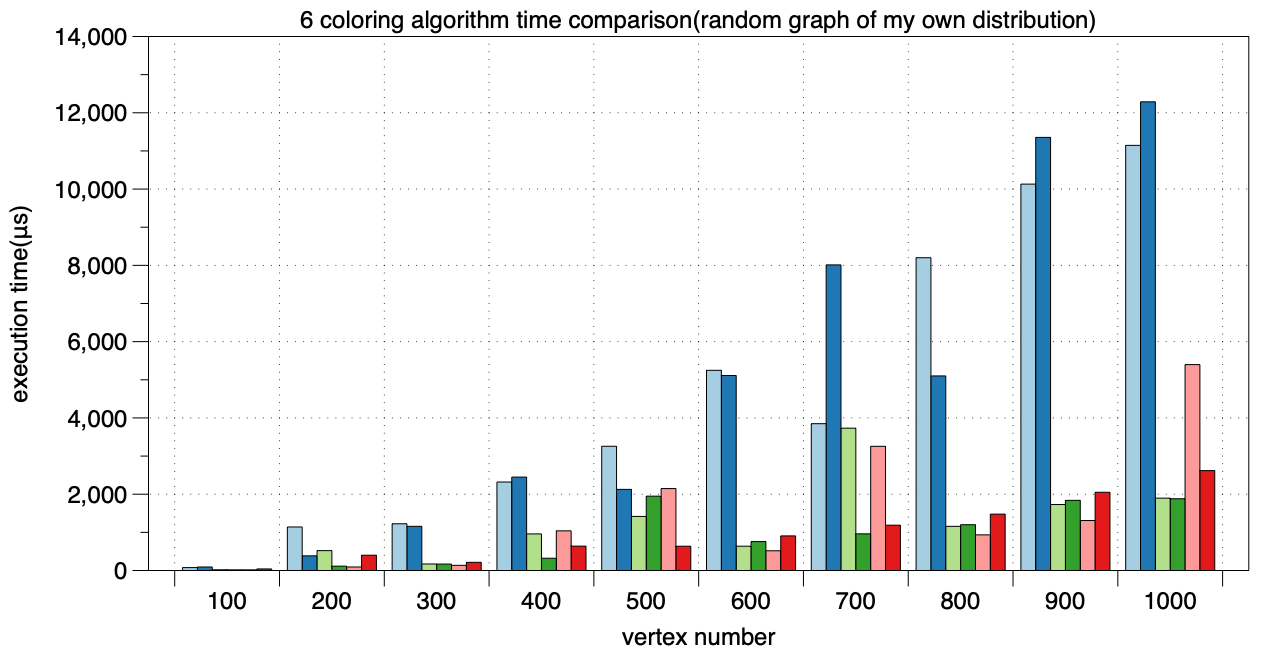 6 coloring algorithm time comparison(random graph of my own distribution)
14,000
12,000
10,000
8,000
6,000
4,000
2,000
0
execution time(µs)
100 200 300 400 500 600 700 800 900 1000
vertex number